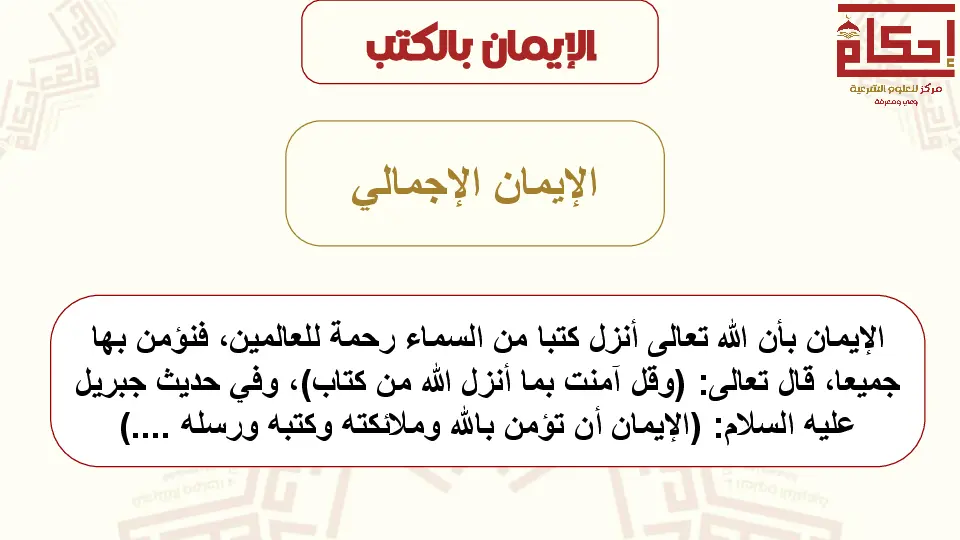 الإيمان بالكتب
إحكام
مركز للعلوم الشرعية
وعي ومعرفة
الإيمان الإجمالي
الإيمان بأن الله تعالى أنزل كتبا من السماء رحمة للعالمين، فنؤمن بها
جميعا، قال تعالى: (وقل آمنت بما أنزل الله من كتاب)، وفي حديث جبريل
عليه السلام: (الإيمان أن تؤمن بالله وملائكته وكتبه ورسله ....)